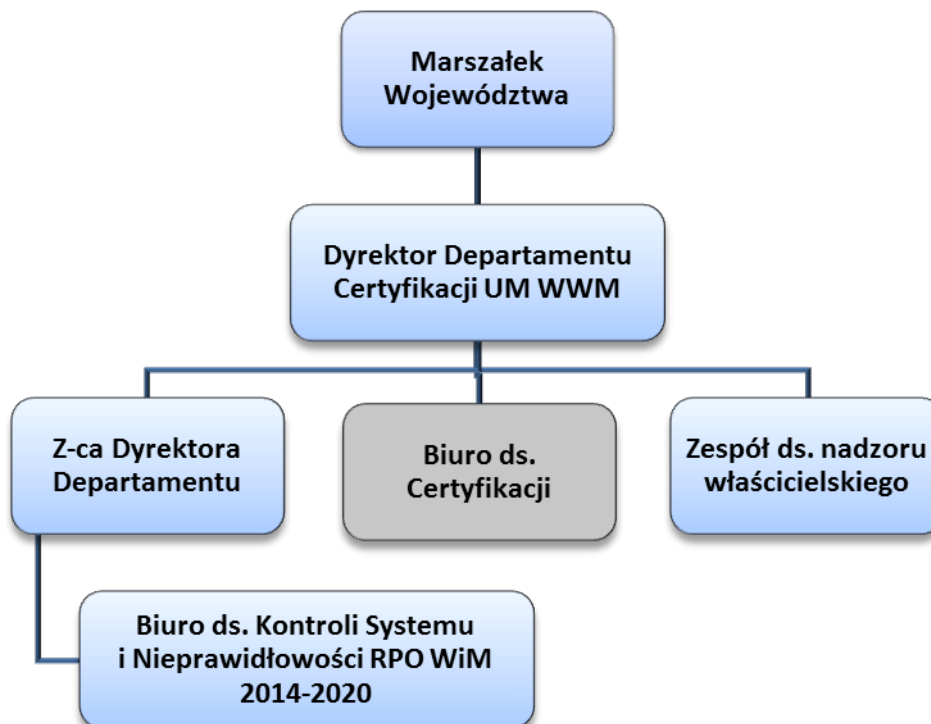 Marszałek
Województwa
Dyrektor Departamentu
Certyfikacji UM WWM
Z-ca Dyrektora
Departamentu
Biuro ds.
Certyfikacji
Zespół ds. nadzoru
właścicielskiego
Biuro ds. Kontroli Systemu
i Nieprawidłowości RPO WiM
2014-2020